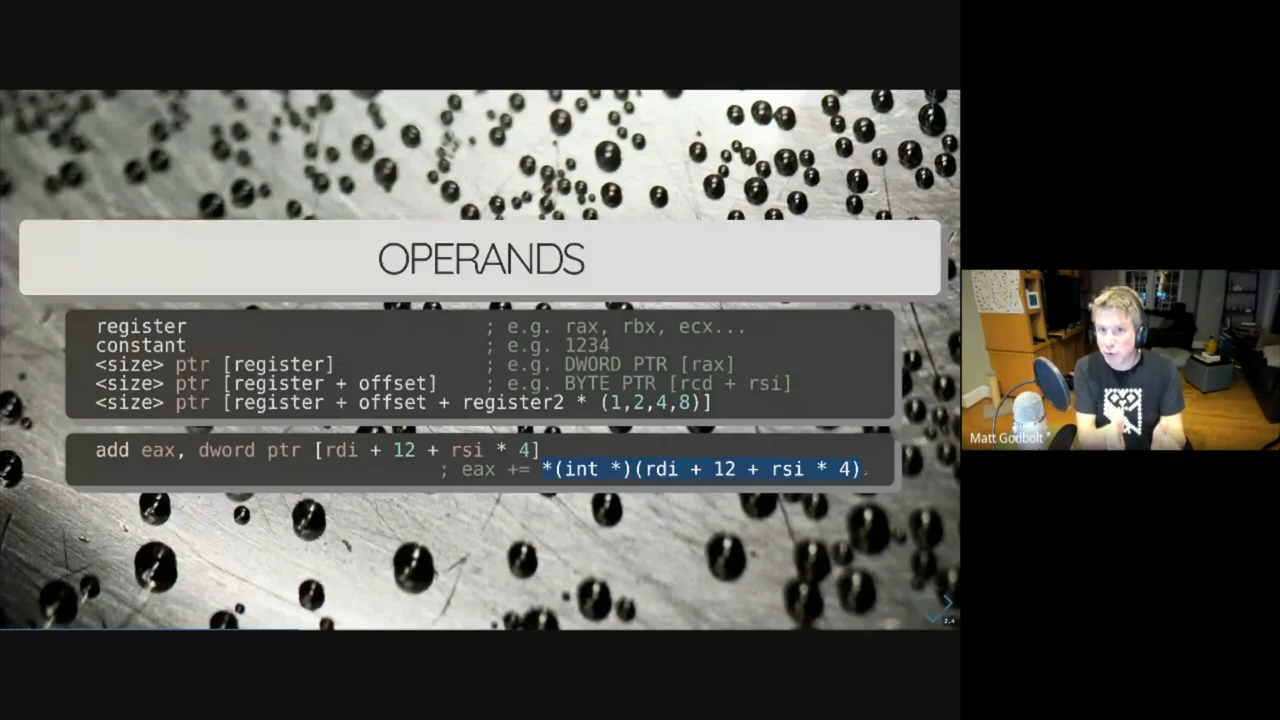 OPERANDS
register ; e.g. rax, rbx, ecx...
constant ; e.g. 1234
<size> ptr [register] ; e.g. DWORD PTR [rax]
<size> ptr [register + offset] ; e.g. BYTE PTR [rcd + rsi]
<size> ptr [register + offset + register2 * (1,2,4,8)]
add eax, dword ptr [rdi + 12 + rsi * 4]
; eax += *(int *)(rdi + 12 + rsi * 4).
Matt Godbolt
2.4